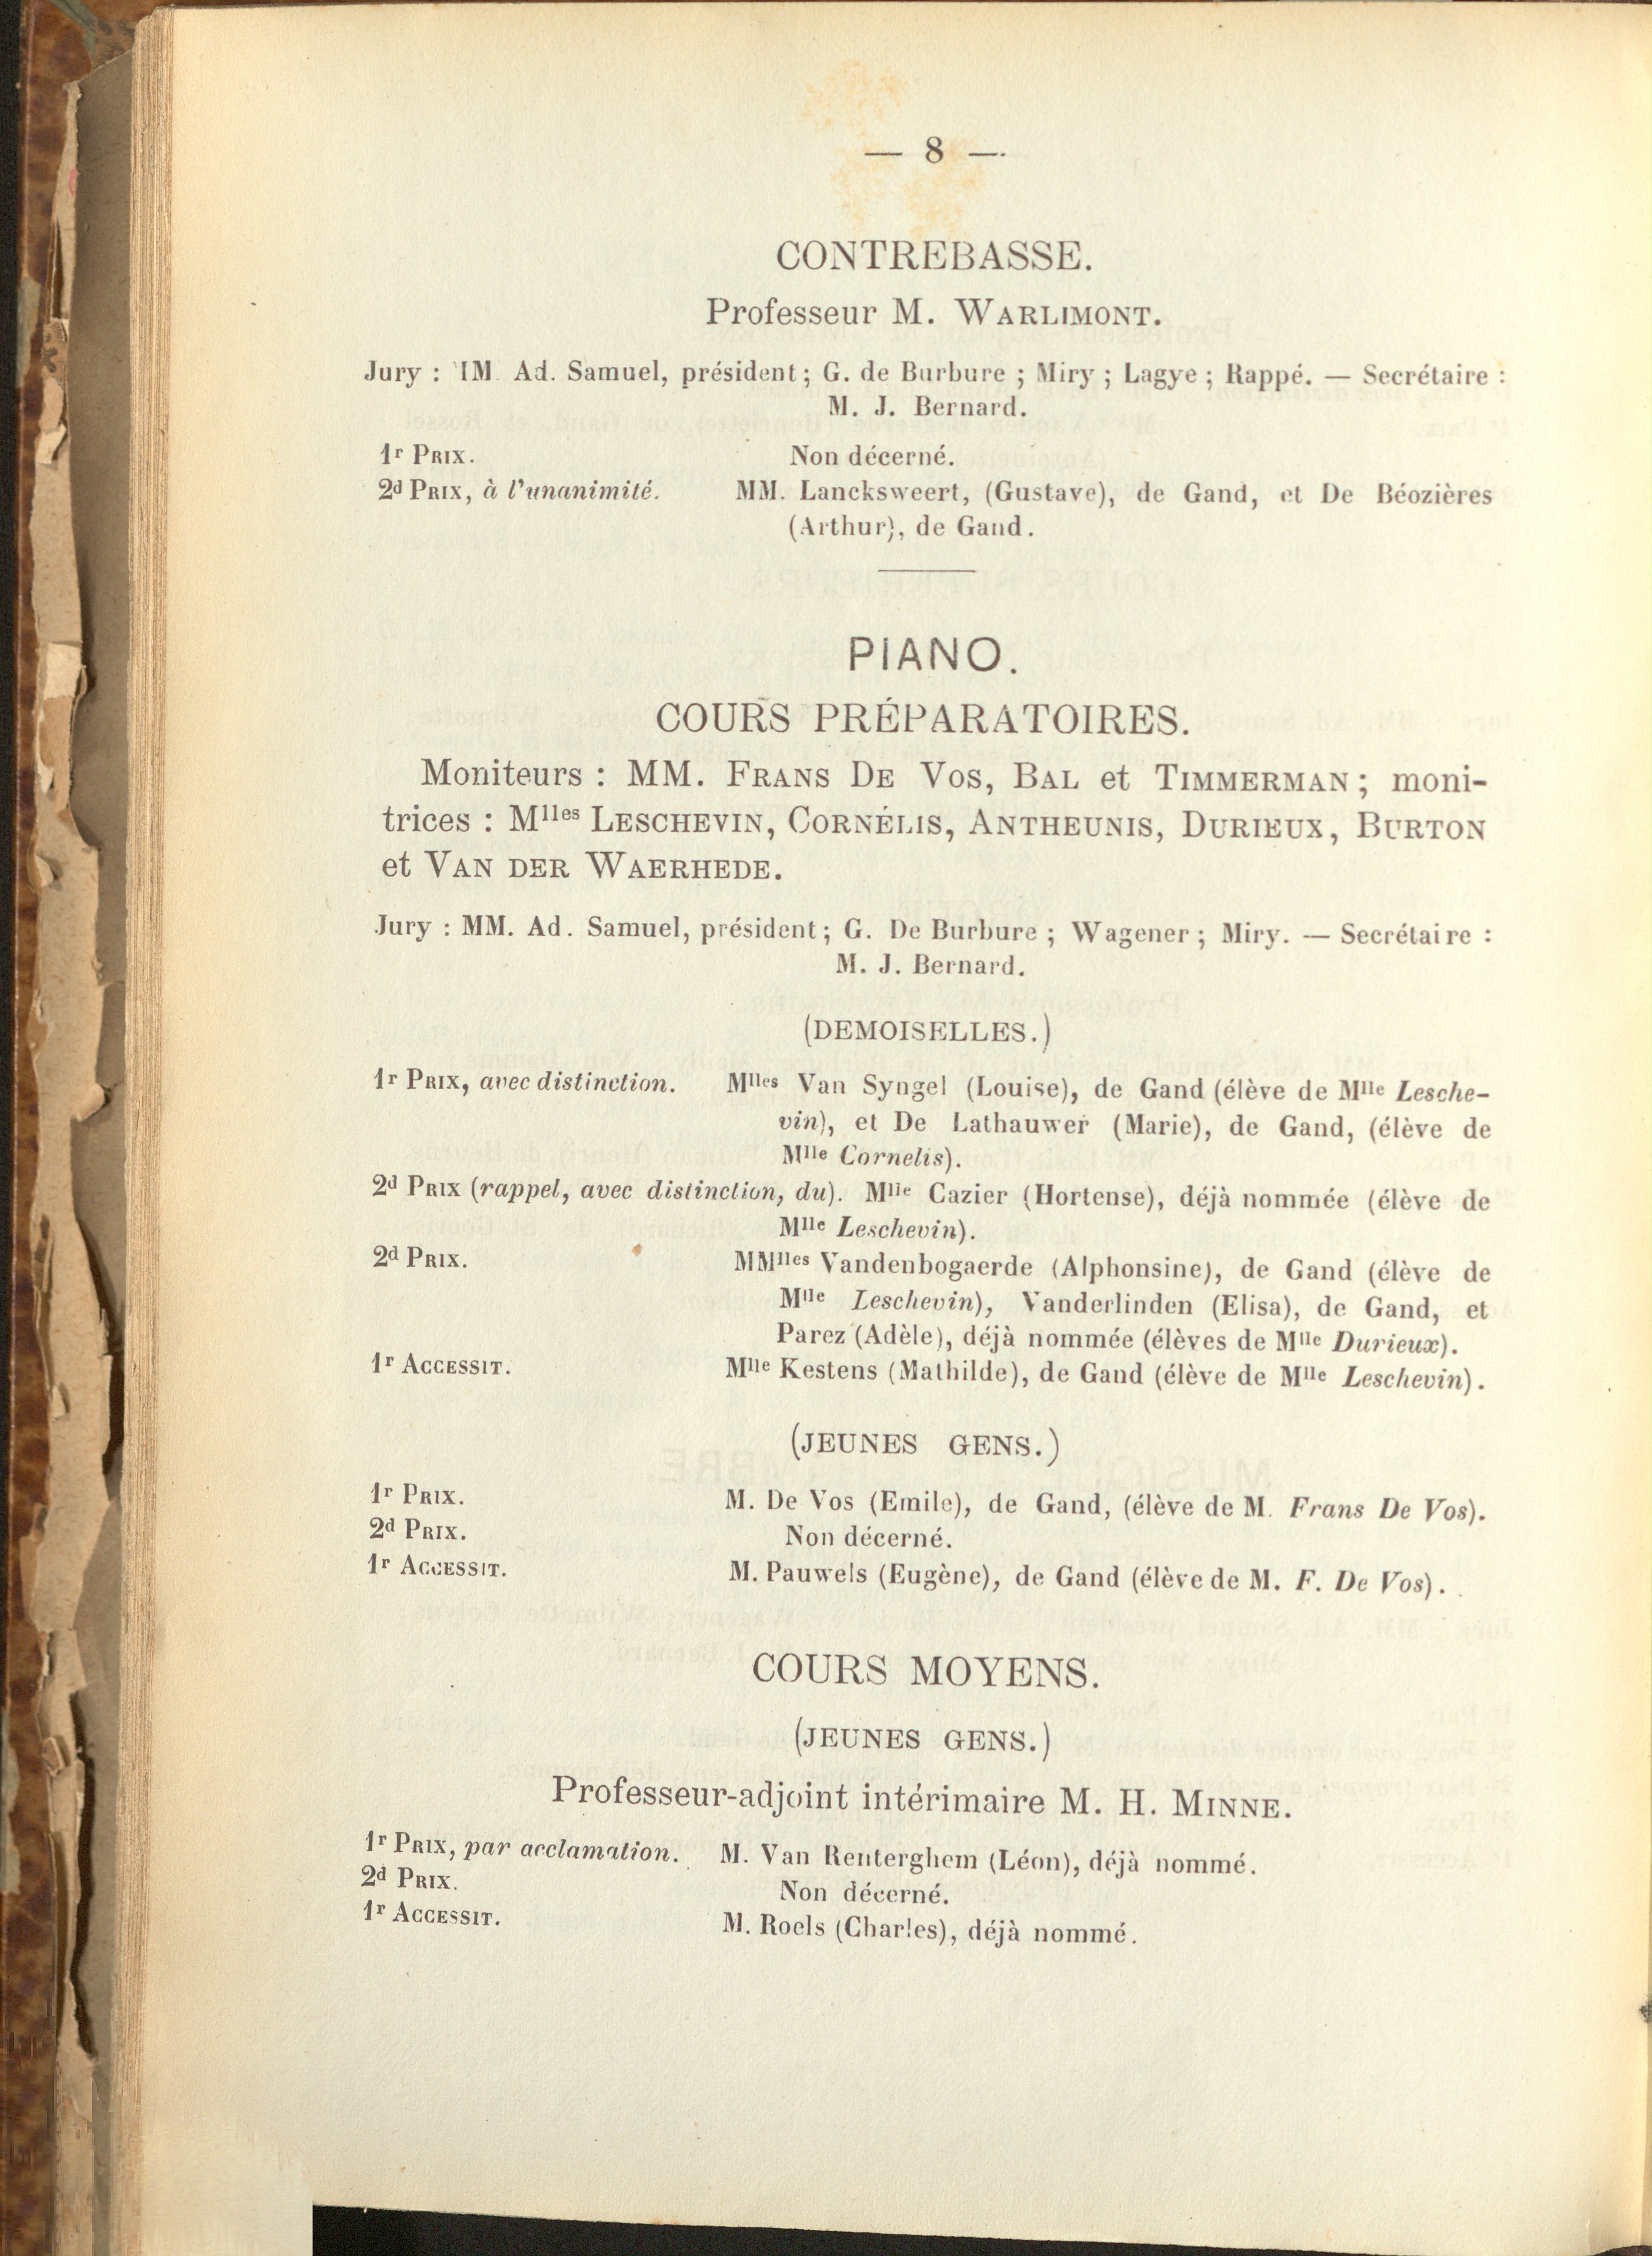 — 8 —
CONTREBASSE.
Professeur M. WARLIMONT.
Jury : IM Ad. Samuel, président ; G. de Burbure ; Miry ; Lagye ; Rappé. — Secrétaire :
M. J. Bernard.
1r PRIX. Non décerné.
2d PRIX, à l'unanimité. MM. Lancksweert, (Gustave), de Gand, et De Béozières
(Arthur), de Gand.
PIANO.
COURS PRÉPARATOIRES.
Moniteurs : MM. FRANS DE VOS, BAL et TIMMERMAN ; moni-
trices : Mlles LESCHEVIN, CORNÉLIS, ANTHEUNIS, DURIEUX, BURTON
et VAN DER WAERHEDE.
Jury : MM. Ad. Samuel, président ; G. De Burbure ; Wagener ; Miry. — Secrétaire :
M. J. Bernard.
(DEMOISELLES.)
1r PRIX, avec distinction. Mlles Van Syngel (Louise), de Gand (élève de Mlle Lesche-
vin), et De Lathauwer (Marie), de Gand, (élève de
Mlle Cornelis).
2d PRIX (rappel, avec distinction, du). Mlle Cazier (Hortense), déjà nommée (élève de
Mlle Leschevin).
2d PRIX. MMlles Vandenbogaerde (Alphonsine), de Gand (élève de
Mlle Leschevin), Vanderlinden (Elisa), de Gand, et
Parez (Adèle), déjà nommée (élèves de Mlle Durieux).
1r ACCESSIT. Mlle Kestens (Mathilde), de Gand (élève de Mlle Leschevin).
(JEUNES GENS.)
1r PRIX. M. De Vos (Emile), de Gand, (élève de M. Frans De Vos).
2d PRIX. Non décerné.
1r ACCESSIT. M. Pauwels (Eugène), de Gand (élève de M. F. De Vos).
COURS MOYENS.
(JEUNES GENS.)
Professeur-adjoint intérimaire M. H. MINNE.
1r PRIX, par acclamation. M. Van Renterghem (Léon), déjà nommé.
2d PRIX. Non décerné.
1r ACCESSIT. M. Roels (Charles), déjà nommé.